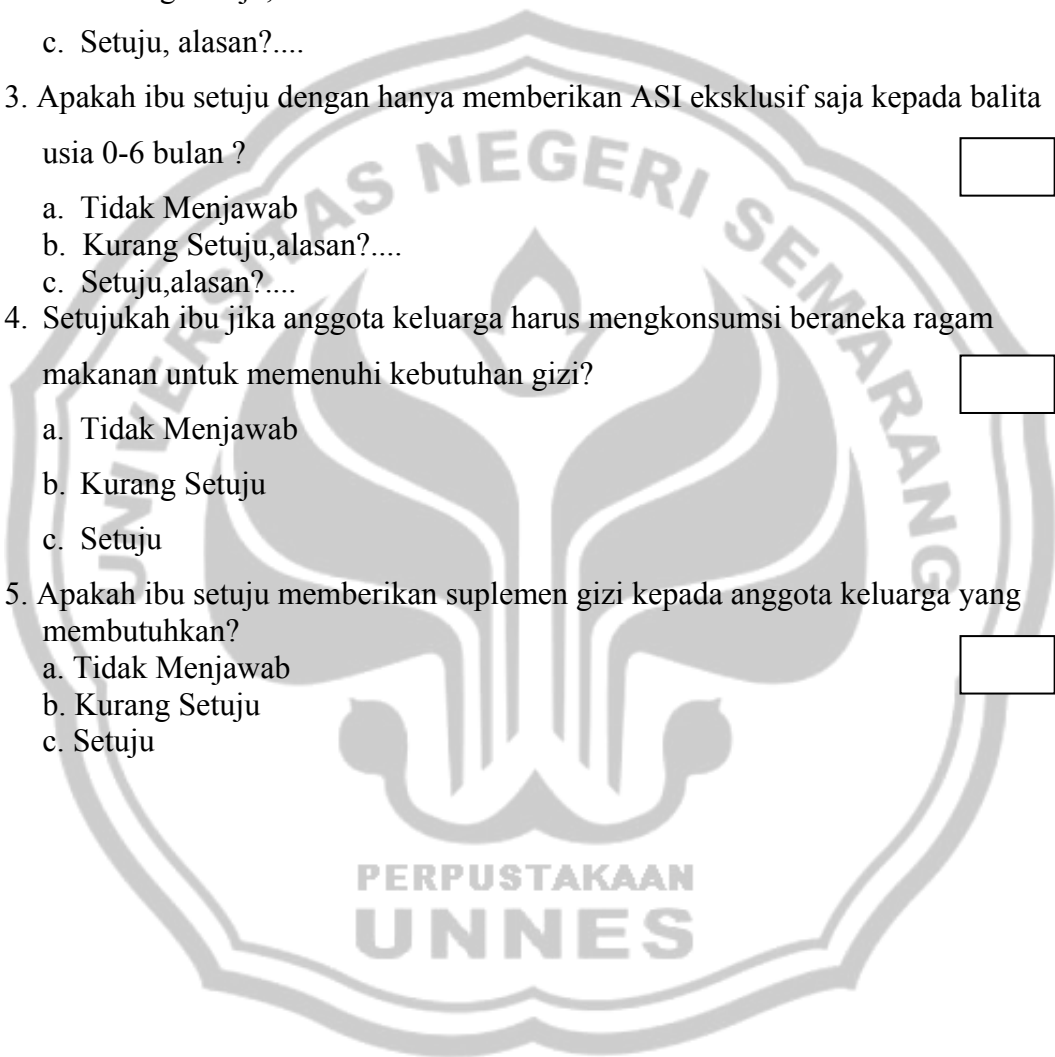 c. Setuju, alasan?....
3. Apakah ibu setuju dengan hanya memberikan ASI eksklusif saja kepada balita
usia 0-6 bulan ?
a. Tidak Menjawab
b. Kurang Setuju,alasan?....
c. Setuju,alasan?....
4. Setujukah ibu jika anggota keluarga harus mengkonsumsi beraneka ragam
makanan untuk memenuhi kebutuhan gizi?
a. Tidak Menjawab
b. Kurang Setuju
c. Setuju
5. Apakah ibu setuju memberikan suplemen gizi kepada anggota keluarga yang
membutuhkan?
a. Tidak Menjawab
b. Kurang Setuju
c. Setuju
UNIVERSITAS NEGERI SEMARANG
PERPUSTAKAAN
UNNES